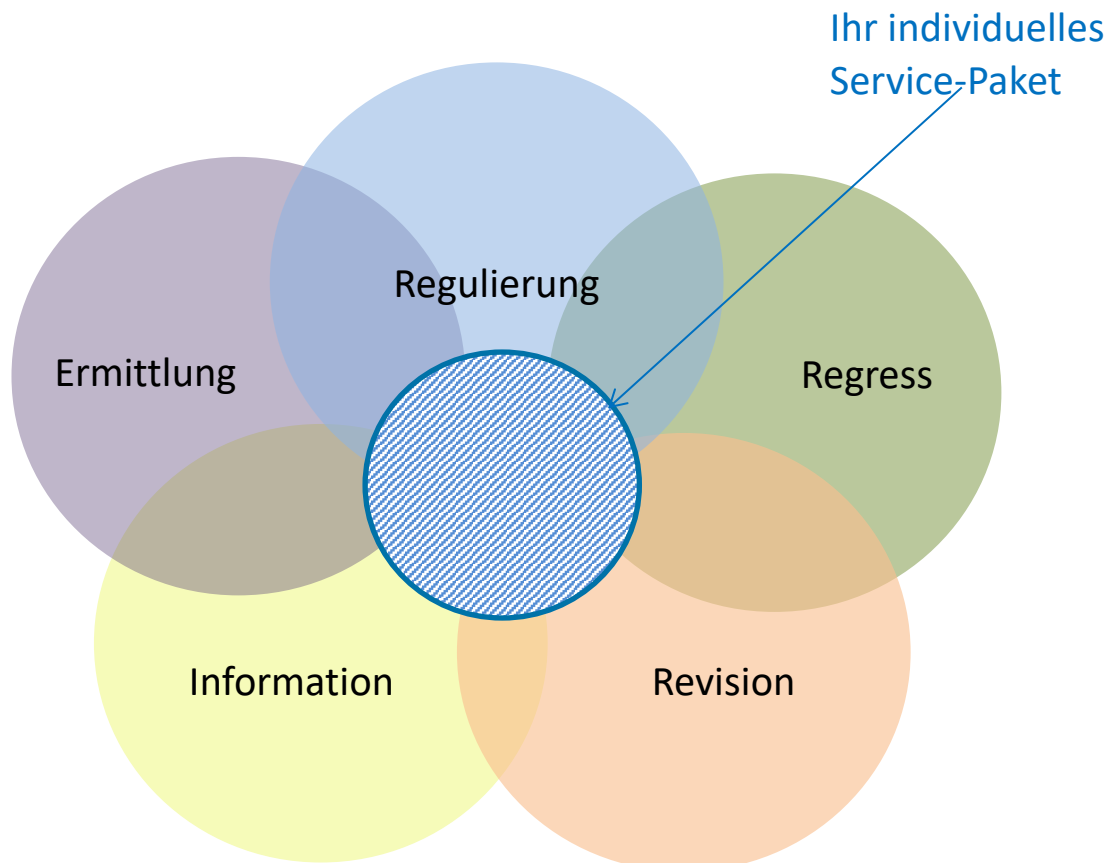 Ihr individuelles
Service-Paket
Regulierung
Ermittlung
Regress
Information
Revision